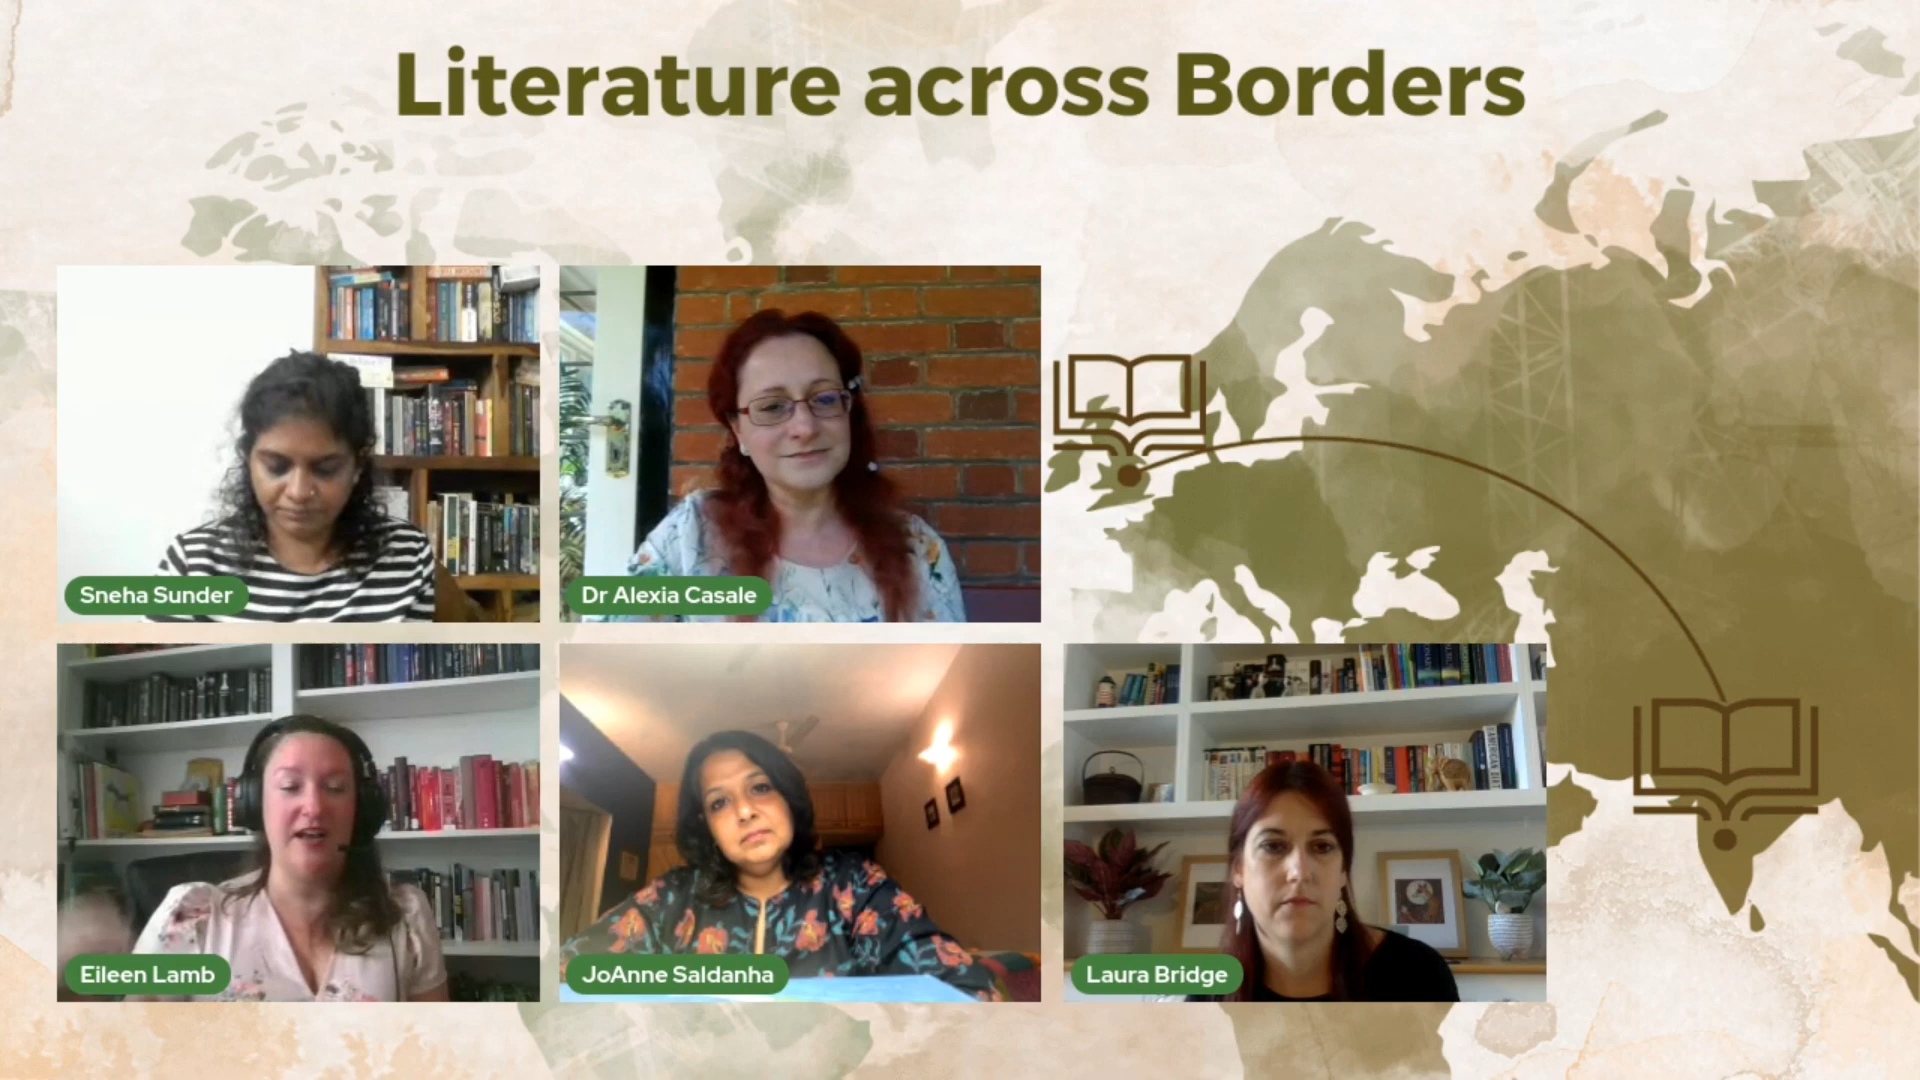 Literature across Borders
Sneha Sunder
Dr Alexia Casale
Eileen Lamb
JoAnne Saldanha
Laura Bridge